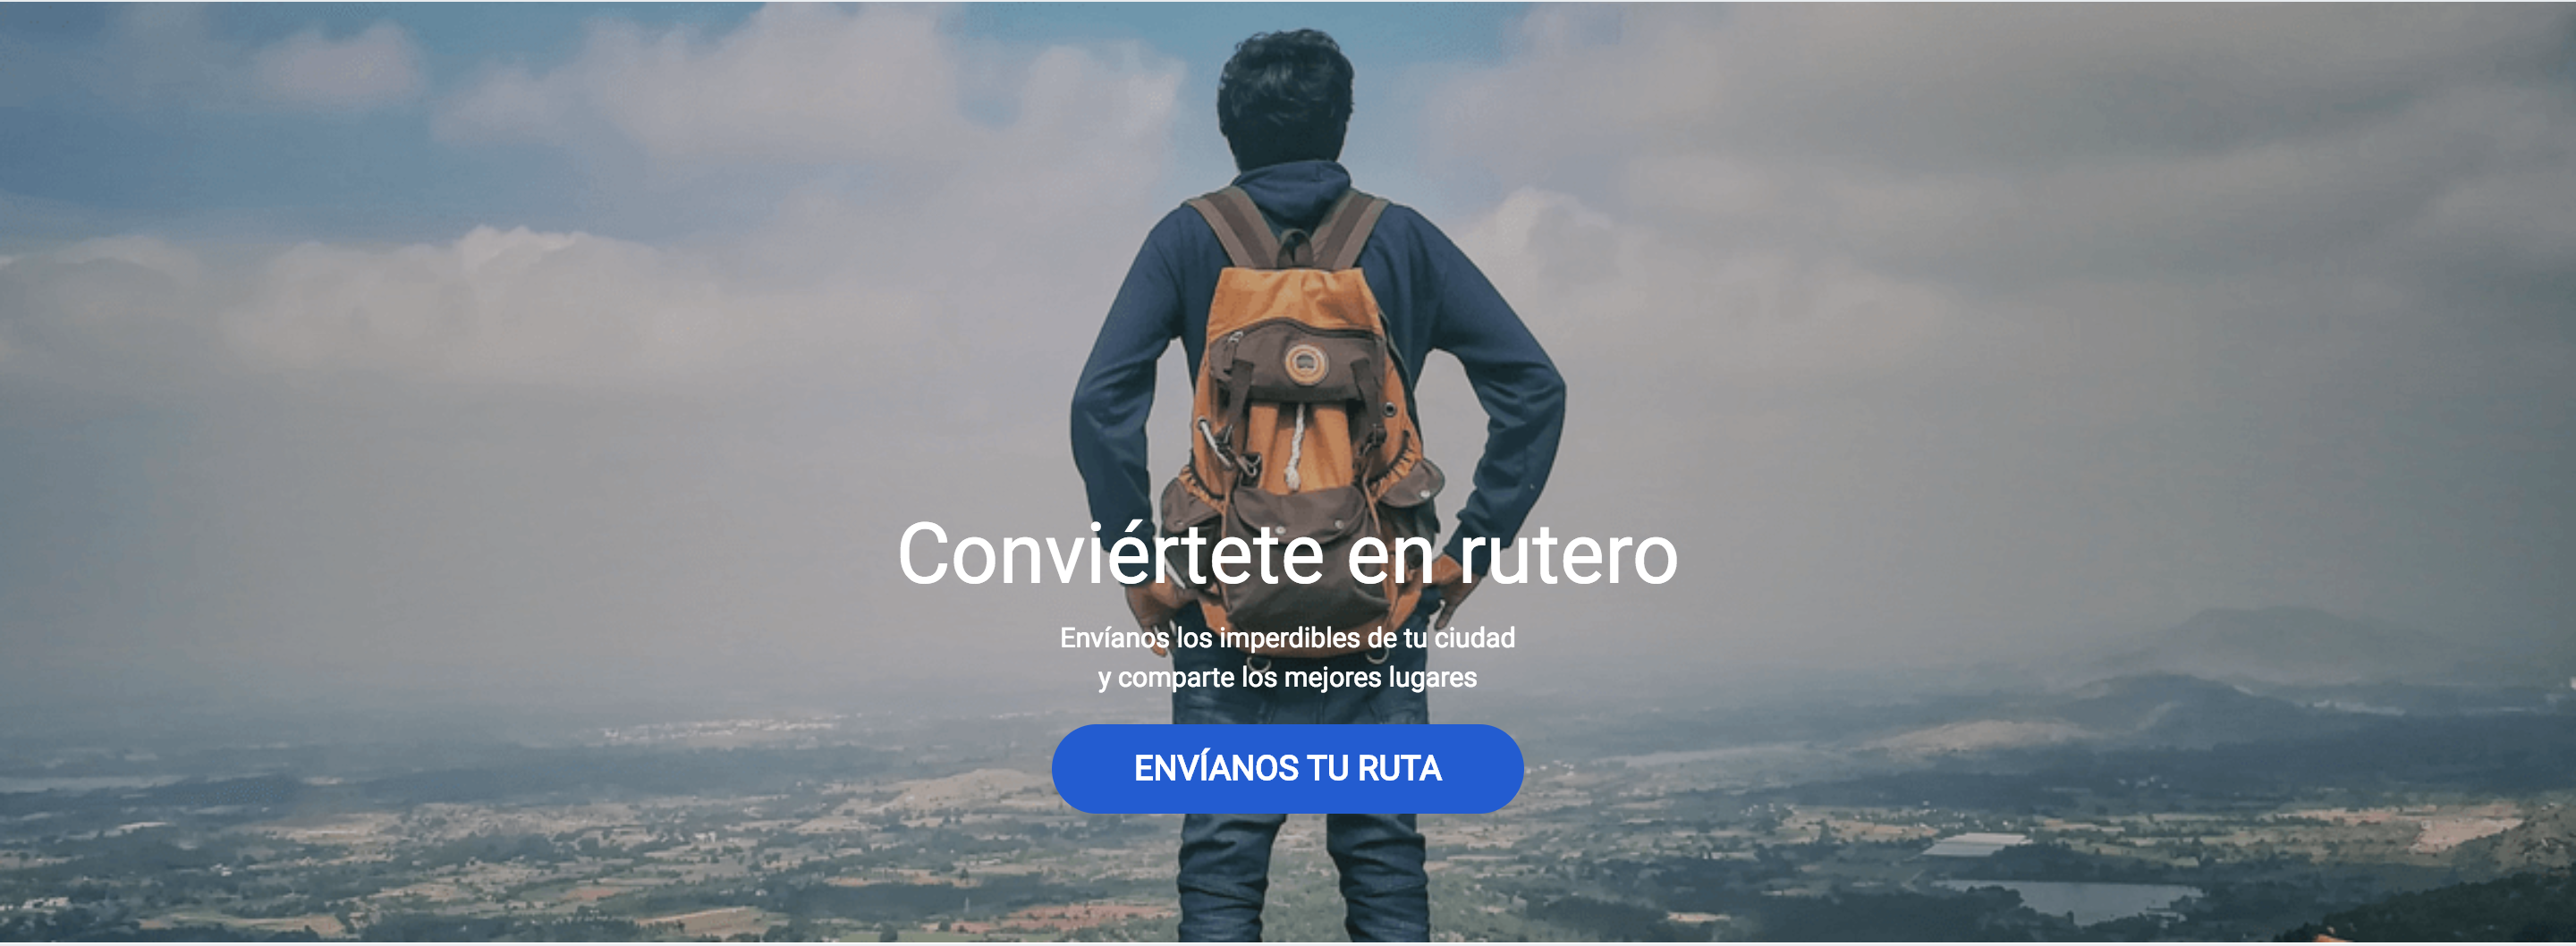 Conviértete en rutero
Envíanos los imperdibles de tu ciudad
y comparte los mejores lugares
ENVÍANOS TU RUTA